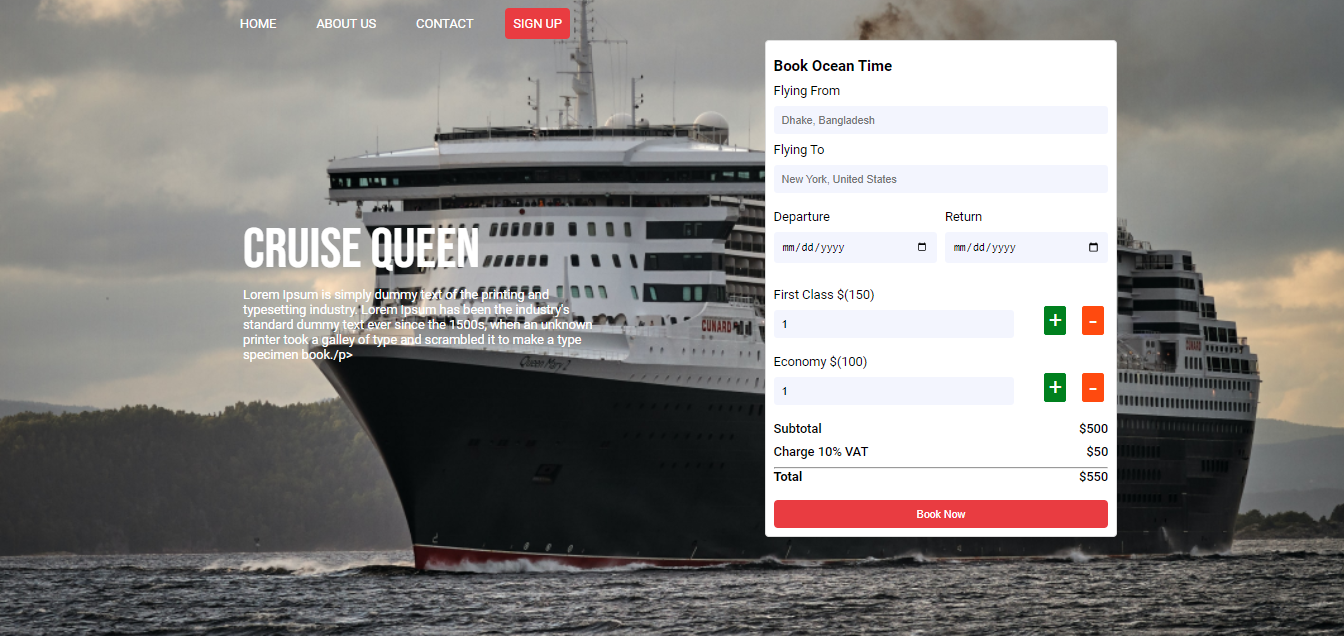 HOME ABOUT US CONTACT SIGN UP
CRUISE QUEEN
Lorem Ipsum is simply dummy text of the printing and
typesetting industry. Lorem Ipsum has been the industry's
standard dummy text ever since the 1500s, when an unknown
printer took a galley of type and scrambled it to make a type
specimen book./p>
CUNARD
Queen Mary 2
Book Ocean Time
Flying From
Dhake, Bangladesh
Flying To
New York, United States
Departure Return
mm/dd/yyyy mm/dd/yyyy
First Class $(150)
1 + -
Economy $(100)
1 + -
Subtotal $500
Charge 10% VAT $50
Total $550
Book Now
CUNARD